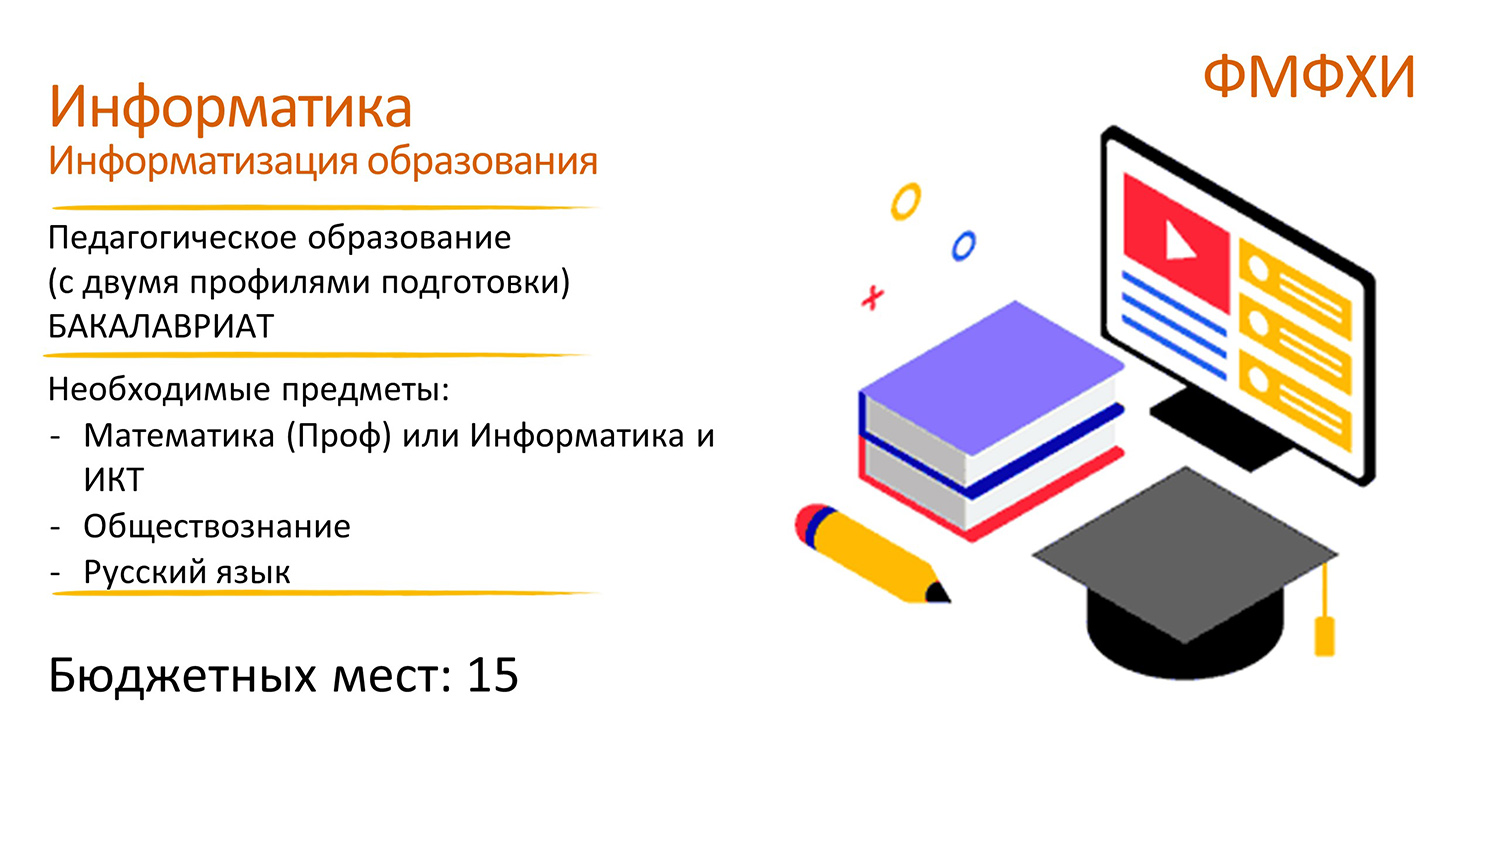 ФМФХИ
Информатика
Информатизация образования
Педагогическое образование
(с двумя профилями подготовки)
БАКАЛАВРИАТ
Необходимые предметы:
- Математика (Проф) или Информатика и
ИКТ
- Обществознание
- Русский язык
Бюджетных мест: 15